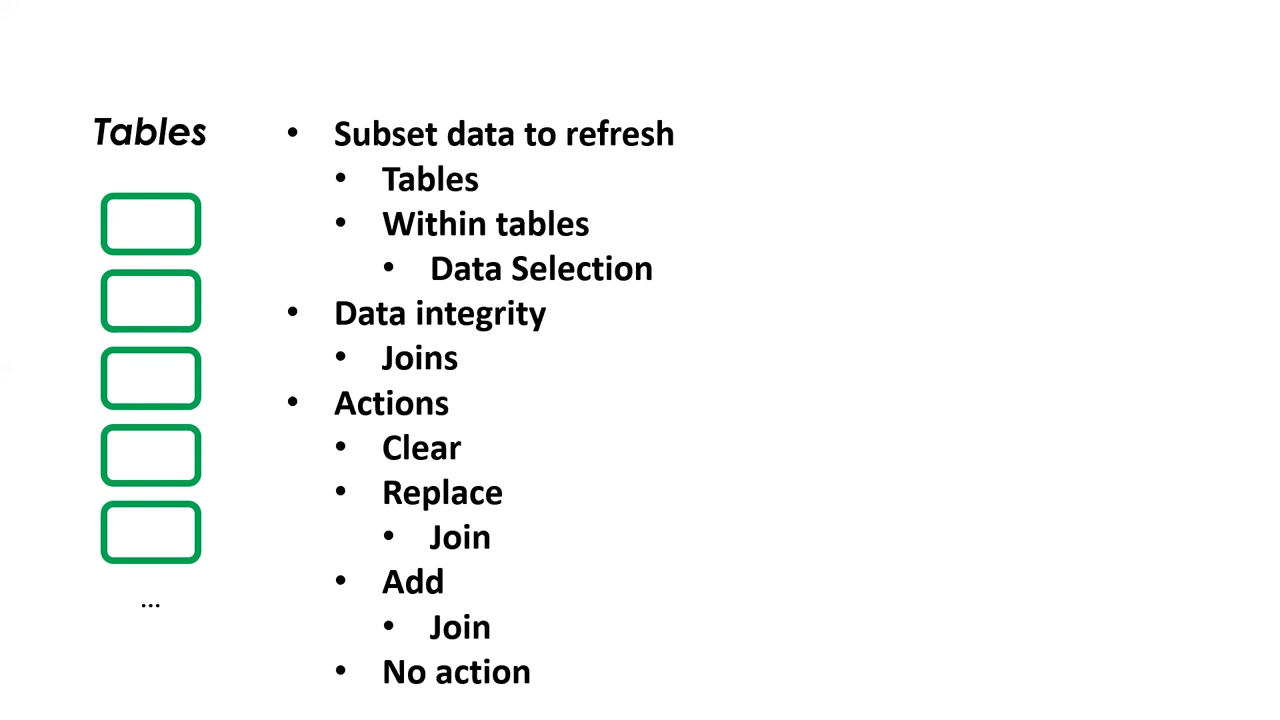 Tables
• Subset data to refresh
• Tables
• Within tables
• Data Selection
• Data integrity
• Joins
• Actions
• Clear
• Replace
• Join
• Add
• Join
• No action
...